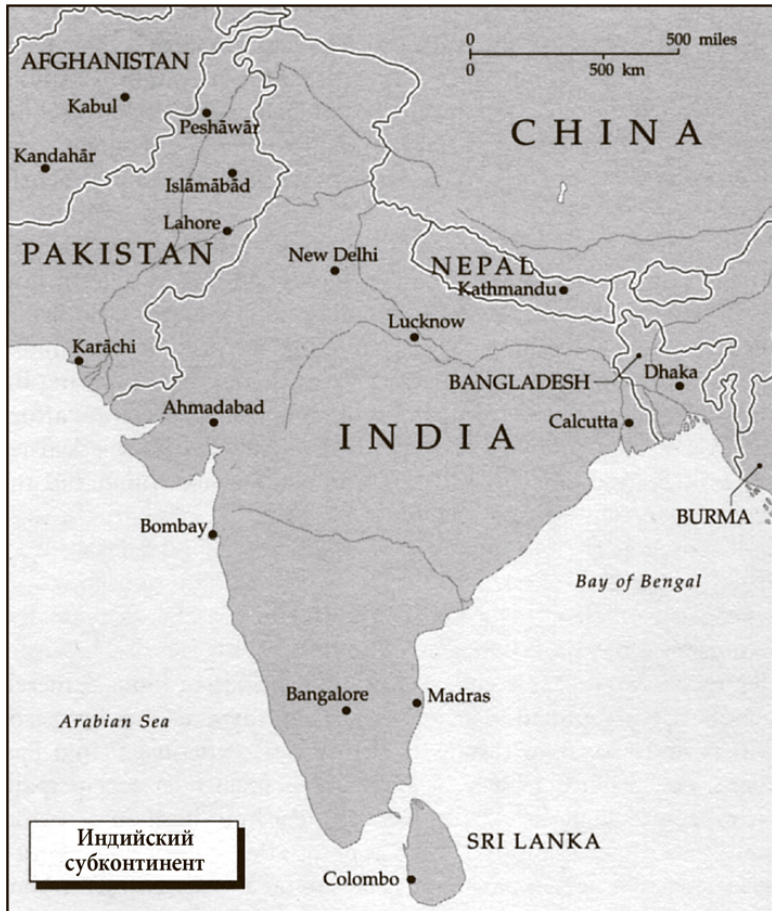 0 500 miles
0 500 km
AFGHANISTAN
Kabul
Peshāwār
CHINA
Kandahār
Islāmābād
Lahore
PAKISTAN
New Delhi
NEPAL
Kathmandu
Lucknow
Karāchi
BANGLADESH
Dhaka
Ahmadabad
INDIA
Calcutta
BURMA
Bombay
Bay of Bengal
Bangalore
Madras
Arabian Sea
Индийский
субконтинент
SRI LANKA
Colombo